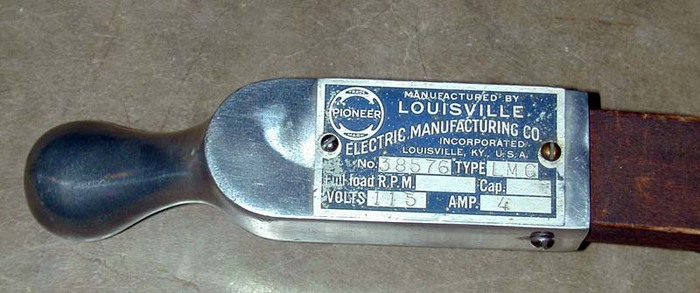 TRADE
PIONEER
MARK
MANUFACTURED BY
LOUISVILLE
ELECTRIC MANUFACTURING CO.
INCORPORATED
LOUISVILLE, KY., U.S.A.
No. 38576 TYPE LMC
Full load R.P.M. Cap.
VOLTS 115 AMP. 4